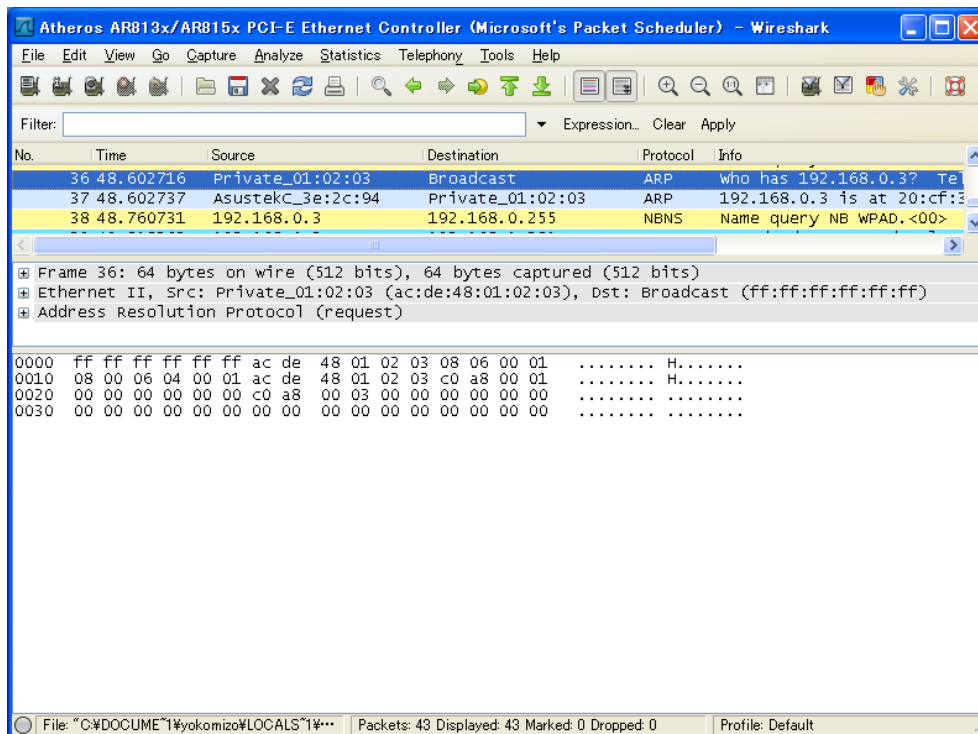 Atheros AR813x/AR815x PCI-E Ethernet Controller (Microsoft's Packet Scheduler) - Wireshark
File Edit View Go Capture Analyze Statistics Telephony Tools Help
Filter: Expression... Clear Apply
No. Time Source Destination Protocol Info
36 48.602716 Private_01:02:03 Broadcast ARP who has 192.168.0.3? Tel
37 48.602737 AsustekC_3e:2c:94 Private_01:02:03 ARP 192.168.0.3 is at 20:cf:3
38 48.760731 192.168.0.3 192.168.0.255 NBNS Name query NB WPAD.<00>
Frame 36: 64 bytes on wire (512 bits), 64 bytes captured (512 bits)
Ethernet II, Src: Private_01:02:03 (ac:de:48:01:02:03), Dst: Broadcast (ff:ff:ff:ff:ff:ff)
Address Resolution Protocol (request)
0000 ff ff ff ff ff ff ac de 48 01 02 03 08 06 00 01 ........ H.......
0010 08 00 06 04 00 01 ac de 48 01 02 03 c0 a8 00 01 ........ H.......
0020 00 00 00 00 00 00 c0 a8 00 03 00 00 00 00 00 00 ........ ........
0030 00 00 00 00 00 00 00 00 00 00 00 00 00 00 00 00 ........ ........
File: "C:¥DOCUME~1¥yokomizo¥LOCALS~1¥... Packets: 43 Displayed: 43 Marked: 0 Dropped: 0 Profile: Default